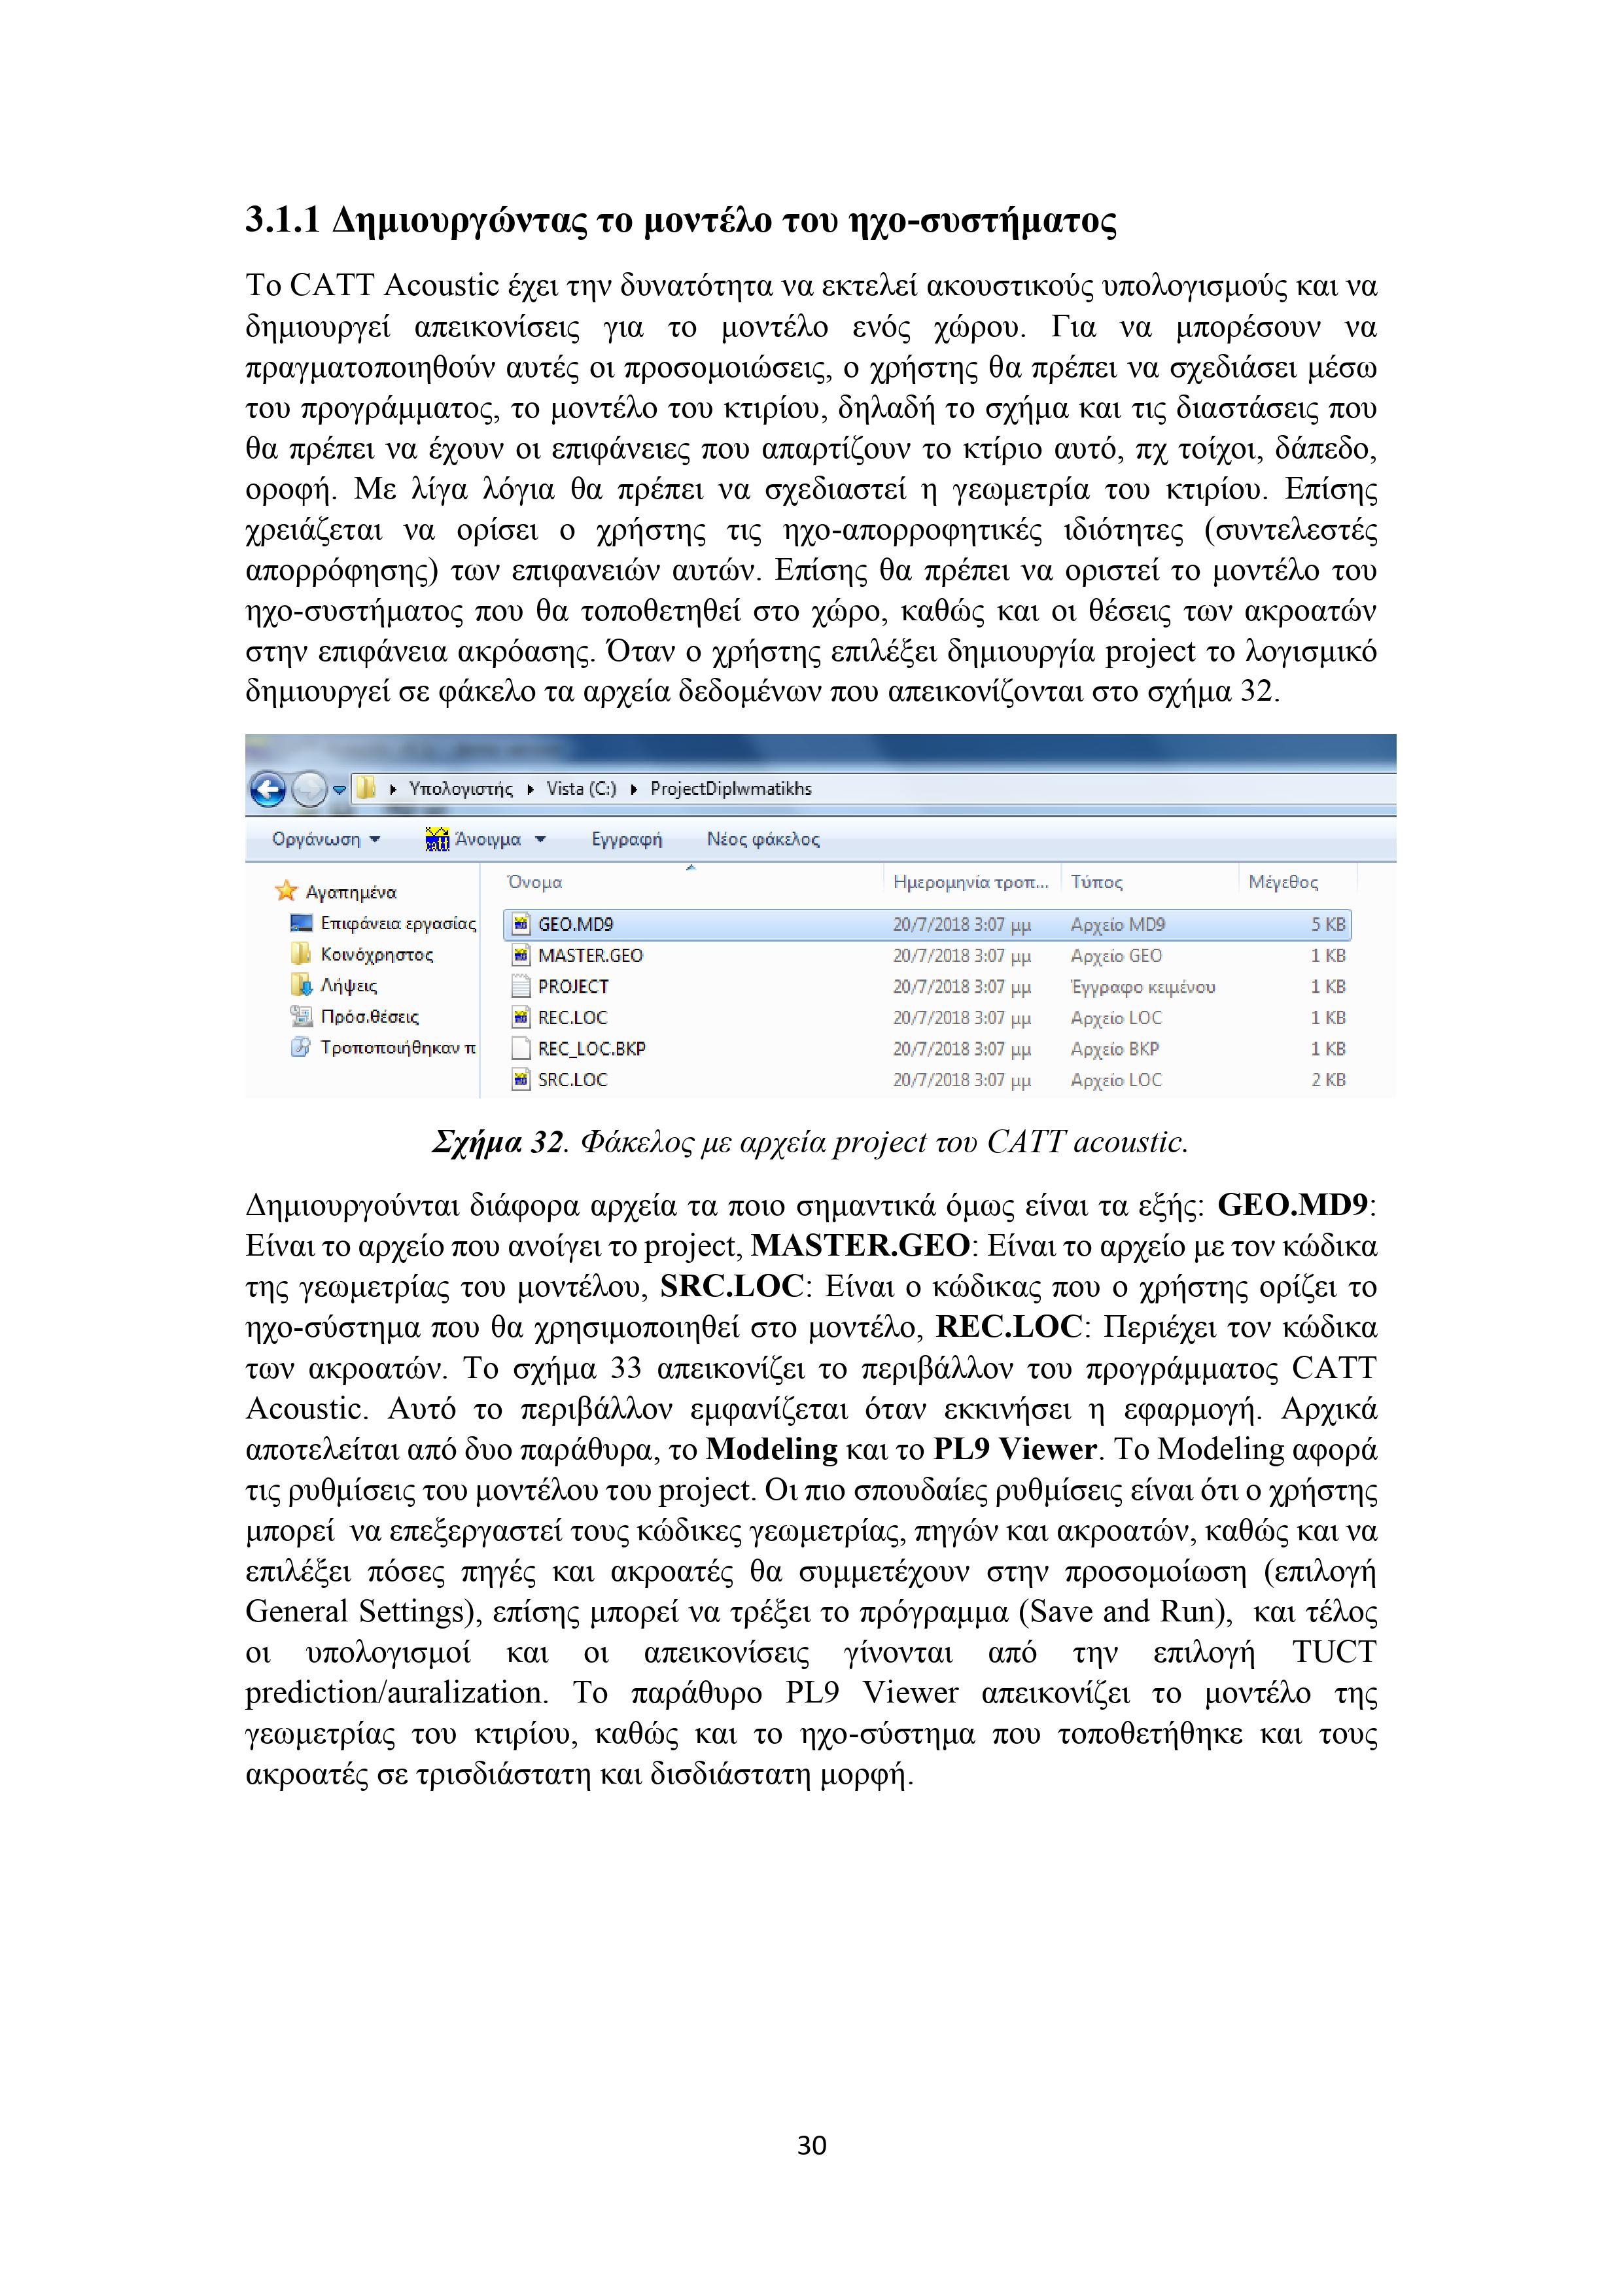 3.1.1 Δημιουργώντας το μοντέλο του ηχο-συστήματος
Το CATT Acoustic έχει την δυνατότητα να εκτελεί ακουστικούς υπολογισμούς και να
δημιουργεί απεικονίσεις για το μοντέλο ενός χώρου. Για να μπορέσουν να
πραγματοποιηθούν αυτές οι προσομοιώσεις, ο χρήστης θα πρέπει να σχεδιάσει μέσω
του προγράμματος, το μοντέλο του κτιρίου, δηλαδή το σχήμα και τις διαστάσεις που
θα πρέπει να έχουν οι επιφάνειες που απαρτίζουν το κτίριο αυτό, πχ τοίχοι, δάπεδο,
οροφή. Με λίγα λόγια θα πρέπει να σχεδιαστεί η γεωμετρία του κτιρίου. Επίσης
χρειάζεται να ορίσει ο χρήστης τις ηχο-απορροφητικές ιδιότητες (συντελεστές
απορρόφησης) των επιφανειών αυτών. Επίσης θα πρέπει να οριστεί το μοντέλο του
ηχο-συστήματος που θα τοποθετηθεί στο χώρο, καθώς και οι θέσεις των ακροατών
στην επιφάνεια ακρόασης. Όταν ο χρήστης επιλέξει δημιουργία project το λογισμικό
δημιουργεί σε φάκελο τα αρχεία δεδομένων που απεικονίζονται στο σχήμα 32.
Υπολογιστής Vista (C:) ProjectDiplwmatikhs
Οργάνωση Άνοιγμα Εγγραφή Νέος φάκελος
Όνομα Ημερομηνία τροπ... Τύπος Μέγεθος
Αγαπημένα
Επιφάνεια εργασίας GEO.MD9 20/7/2018 3:07 μμ Αρχείο MD9 5 KB
Κοινόχρηστος MASTER.GEO 20/7/2018 3:07 μμ Αρχείο GEO 1 KB
Λήψεις PROJECT 20/7/2018 3:07 μμ Έγγραφο κειμένου 1 KB
Πρόσ.θέσεις REC.LOC 20/7/2018 3:07 μμ Αρχείο LOC 1 KB
Τροποποιήθηκαν π REC_LOC.BKP 20/7/2018 3:07 μμ Αρχείο BKP 1 KB
SRC.LOC 20/7/2018 3:07 μμ Αρχείο LOC 2 KB
Σχήμα 32. Φάκελος με αρχεία project του CATT acoustic.
Δημιουργούνται διάφορα αρχεία τα ποιο σημαντικά όμως είναι τα εξής: GEO.MD9:
Είναι το αρχείο που ανοίγει το project, MASTER.GEO: Είναι το αρχείο με τον κώδικα
της γεωμετρίας του μοντέλου, SRC.LOC: Είναι ο κώδικας που ο χρήστης ορίζει το
ηχο-σύστημα που θα χρησιμοποιηθεί στο μοντέλο, REC.LOC: Περιέχει τον κώδικα
των ακροατών. Το σχήμα 33 απεικονίζει το περιβάλλον του προγράμματος CATT
Acoustic. Αυτό το περιβάλλον εμφανίζεται όταν εκκινήσει η εφαρμογή. Αρχικά
αποτελείται από δυο παράθυρα, το Modeling και το PL9 Viewer. Το Modeling αφορά
τις ρυθμίσεις του μοντέλου του project. Οι πιο σπουδαίες ρυθμίσεις είναι ότι ο χρήστης
μπορεί να επεξεργαστεί τους κώδικες γεωμετρίας, πηγών και ακροατών, καθώς και να
επιλέξει πόσες πηγές και ακροατές θα συμμετέχουν στην προσομοίωση (επιλογή
General Settings), επίσης μπορεί να τρέξει το πρόγραμμα (Save and Run), και τέλος
οι υπολογισμοί και οι απεικονίσεις γίνονται από την επιλογή TUCT
prediction/auralization. Το παράθυρο PL9 Viewer απεικονίζει το μοντέλο της
γεωμετρίας του κτιρίου, καθώς και το ηχο-σύστημα που τοποθετήθηκε και τους
ακροατές σε τρισδιάστατη και δισδιάστατη μορφή.
30